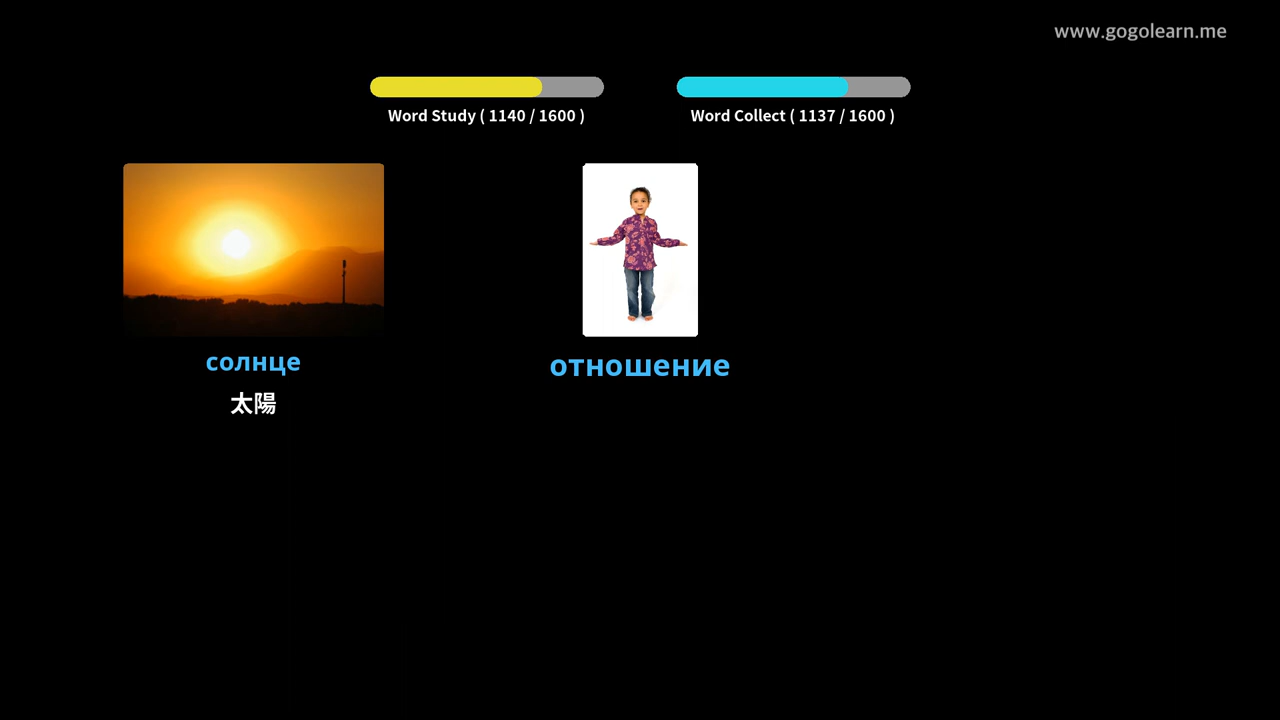 www.gogolearn.me
Word Study ( 1140 / 1600 )
Word Collect ( 1137 / 1600 )
солнце
太陽
отношение